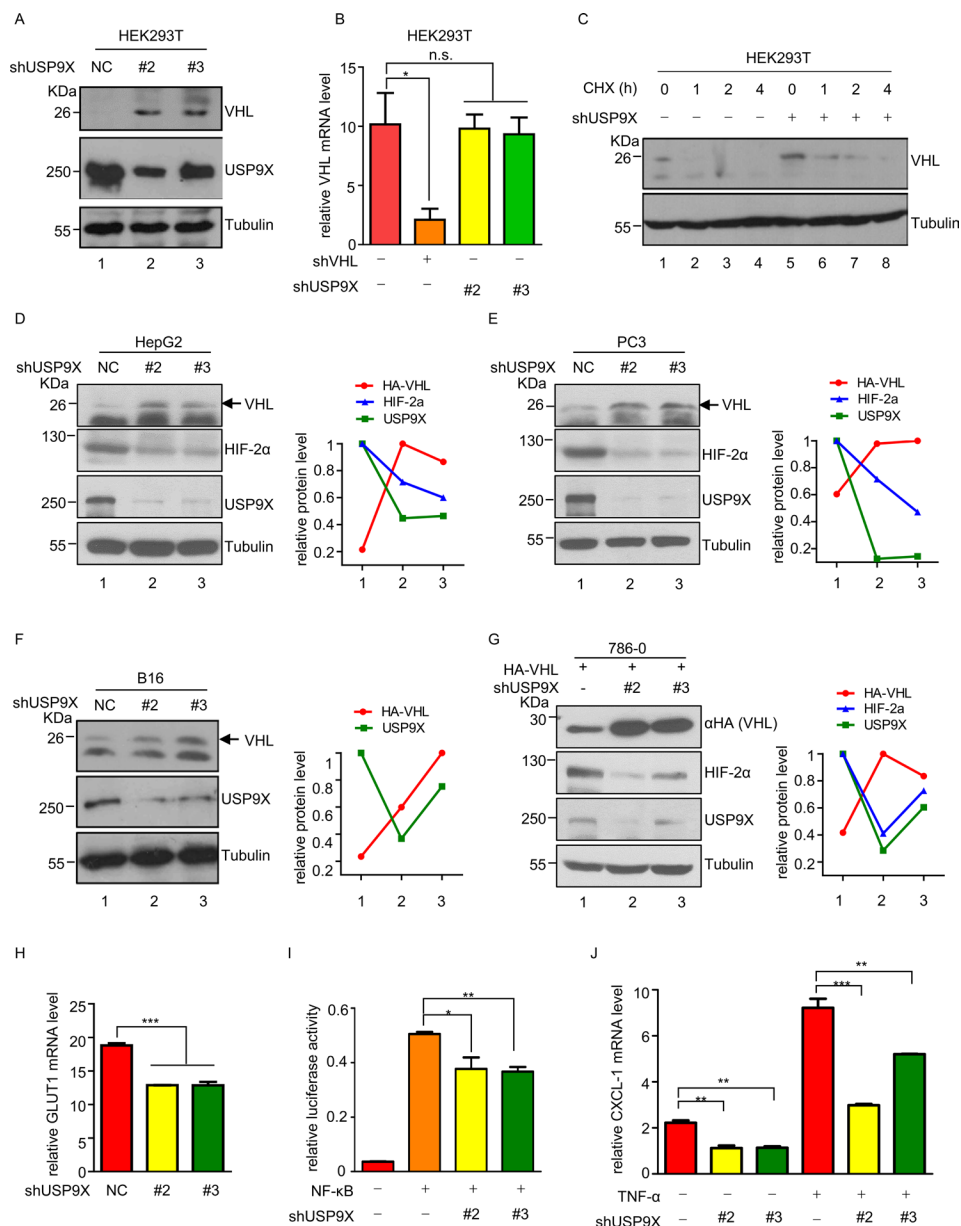 A
HEK293T
shUSP9X NC #2 #3
KDa
26 VHL
250 USP9X
55 Tubulin
1 2 3
B
HEK293T
n.s.
*
relative VHL mRNA level
15
10
5
0
shVHL – + – –
shUSP9X – – #2 #3
C
HEK293T
CHX (h) 0 1 2 4 0 1 2 4
shUSP9X – – – – + + + +
KDa
26 VHL
55 Tubulin
1 2 3 4 5 6 7 8
D
HepG2
shUSP9X NC #2 #3
KDa
26 VHL
130 HIF-2α
250 USP9X
55 Tubulin
1 2 3
HA-VHL
HIF-2a
USP9X
relative protein level
1
0.8
0.6
0.4
0.2
1 2 3
E
PC3
shUSP9X NC #2 #3
KDa
26 VHL
130 HIF-2α
250 USP9X
55 Tubulin
1 2 3
HA-VHL
HIF-2a
USP9X
relative protein level
1
0.8
0.6
0.4
0.2
1 2 3
F
B16
shUSP9X NC #2 #3
KDa
26 VHL
250 USP9X
55 Tubulin
1 2 3
HA-VHL
USP9X
relative protein level
1
0.8
0.6
0.4
0.2
1 2 3
G
786-0
HA-VHL + + +
shUSP9X - #2 #3
KDa
30 αHA (VHL)
130 HIF-2α
250 USP9X
55 Tubulin
1 2 3
HA-VHL
HIF-2a
USP9X
relative protein level
1
0.8
0.6
0.4
0.2
1 2 3
H
***
relative GLUT1 mRNA level
25
20
15
10
5
0
shUSP9X NC #2 #3
I
**
*
relative luciferase activity
0.6
0.4
0.2
0
NF-κB – + + +
shUSP9X – – #2 #3
J
**
***
**
**
relative CXCL-1 mRNA level
10
8
6
4
2
0
TNF-α – – – + + +
shUSP9X – #2 #3 – #2 #3